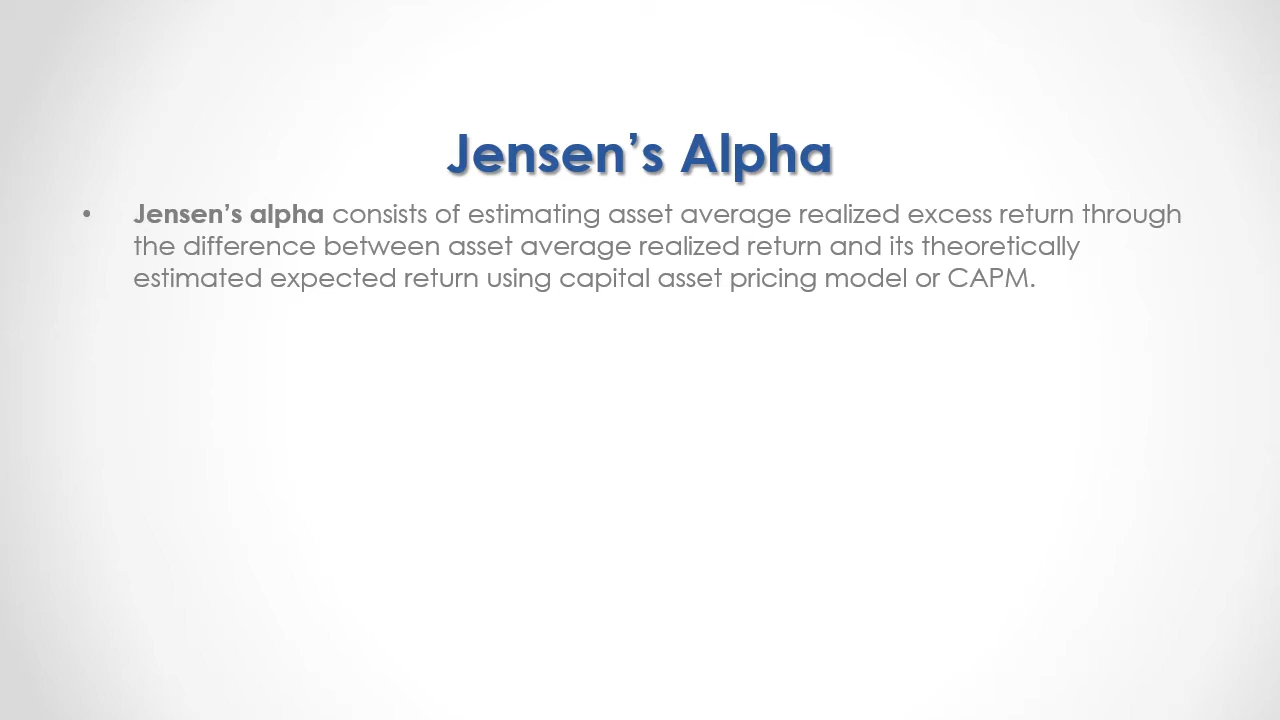 Jensen’s Alpha
• Jensen’s alpha consists of estimating asset average realized excess return through
the difference between asset average realized return and its theoretically
estimated expected return using capital asset pricing model or CAPM.